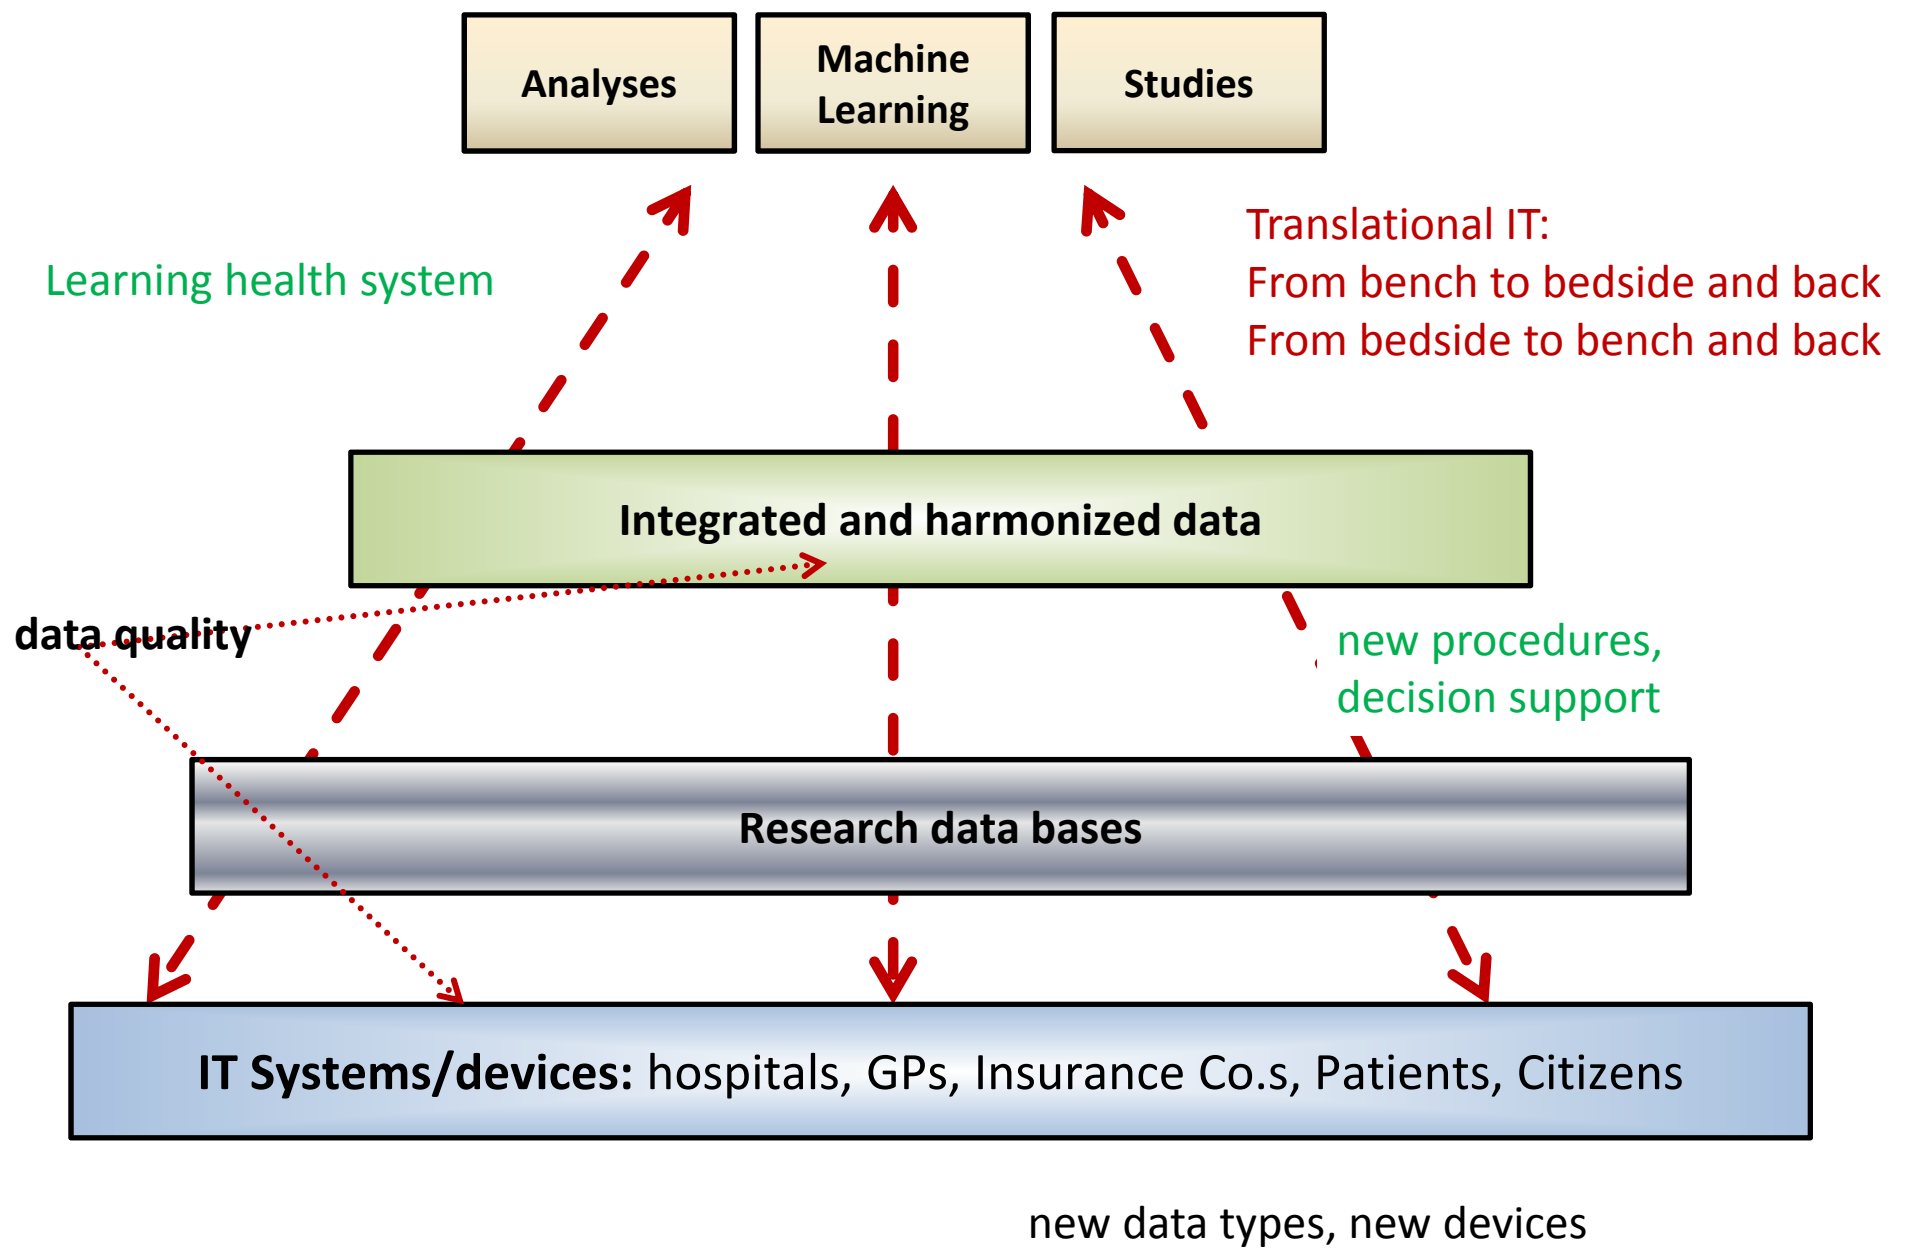 Analyses
Machine
Learning
Studies
Learning health system
Translational IT:
From bench to bedside and back
From bedside to bench and back
Integrated and harmonized data
data quality
new procedures,
decision support
Research data bases
IT Systems/devices: hospitals, GPs, Insurance Co.s, Patients, Citizens
new data types, new devices